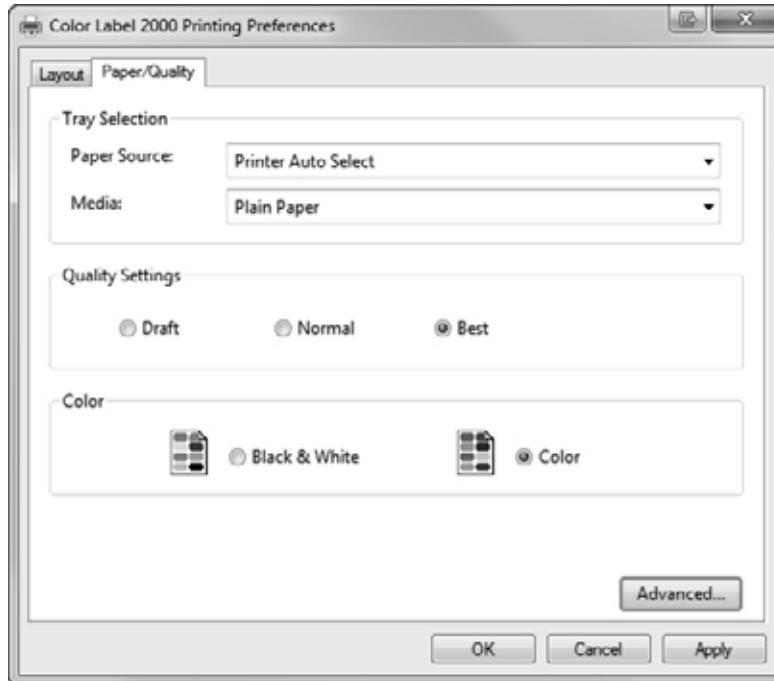 Color Label 2000 Printing Preferences
Layout Paper/Quality
Tray Selection
Paper Source: Printer Auto Select
Media: Plain Paper
Quality Settings
Draft Normal Best
Color
Black & White Color
Advanced...
OK Cancel Apply